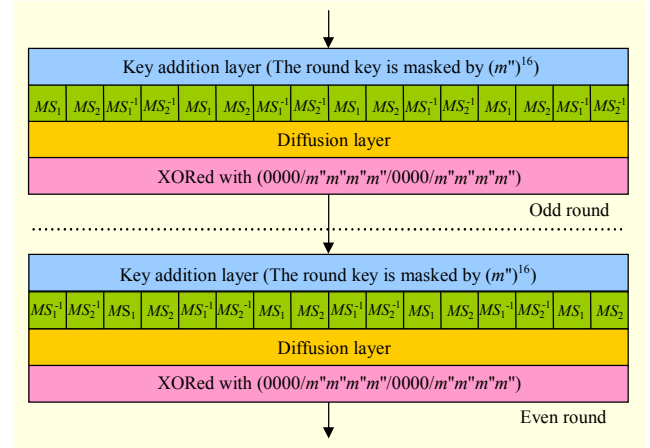 Key addition layer (The round key is masked by (m")¹⁶)
MS₁ MS₂ MS₁⁻¹ MS₂⁻¹ MS₁ MS₂ MS₁⁻¹ MS₂⁻¹ MS₁ MS₂ MS₁⁻¹ MS₂⁻¹ MS₁ MS₂ MS₁⁻¹ MS₂⁻¹
Diffusion layer
XORed with (0000/m"m"m"m"/0000/m"m"m"m")
Odd round
Key addition layer (The round key is masked by (m")¹⁶)
MS₁⁻¹ MS₂⁻¹ MS₁ MS₂ MS₁⁻¹ MS₂⁻¹ MS₁ MS₂ MS₁⁻¹ MS₂⁻¹ MS₁ MS₂ MS₁⁻¹ MS₂⁻¹ MS₁ MS₂
Diffusion layer
XORed with (0000/m"m"m"m"/0000/m"m"m"m")
Even round